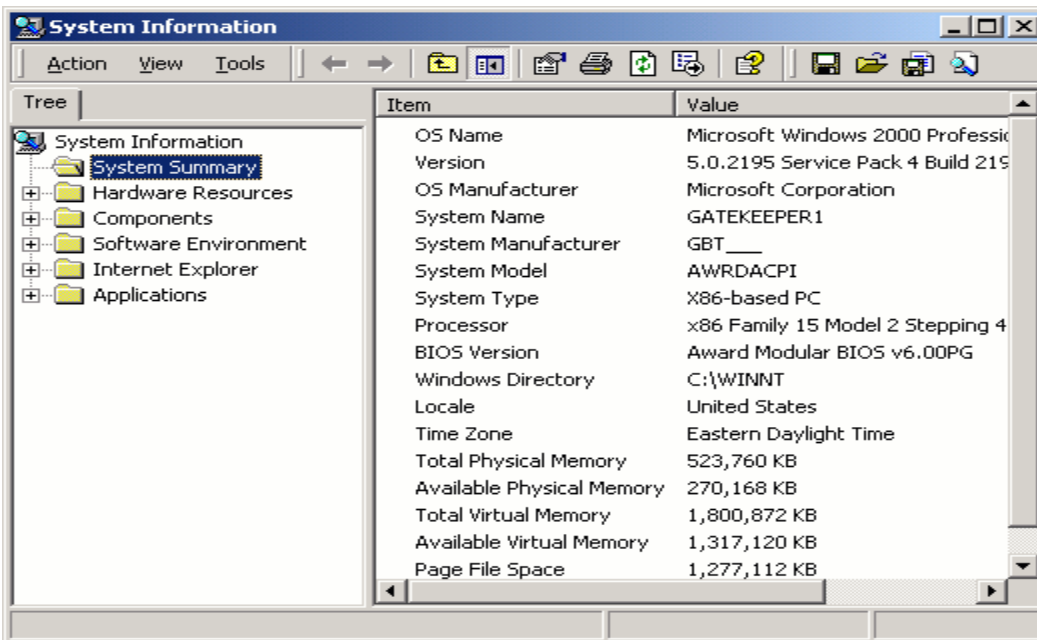 System Information
Action View Tools
Tree
System Information
System Summary
Hardware Resources
Components
Software Environment
Internet Explorer
Applications
Item Value
OS Name Microsoft Windows 2000 Professio
Version 5.0.2195 Service Pack 4 Build 219
OS Manufacturer Microsoft Corporation
System Name GATEKEEPER1
System Manufacturer GBT___
System Model AWRDACPI
System Type X86-based PC
Processor x86 Family 15 Model 2 Stepping 4
BIOS Version Award Modular BIOS v6.00PG
Windows Directory C:\WINNT
Locale United States
Time Zone Eastern Daylight Time
Total Physical Memory 523,760 KB
Available Physical Memory 270,168 KB
Total Virtual Memory 1,800,872 KB
Available Virtual Memory 1,317,120 KB
Page File Space 1,277,112 KB